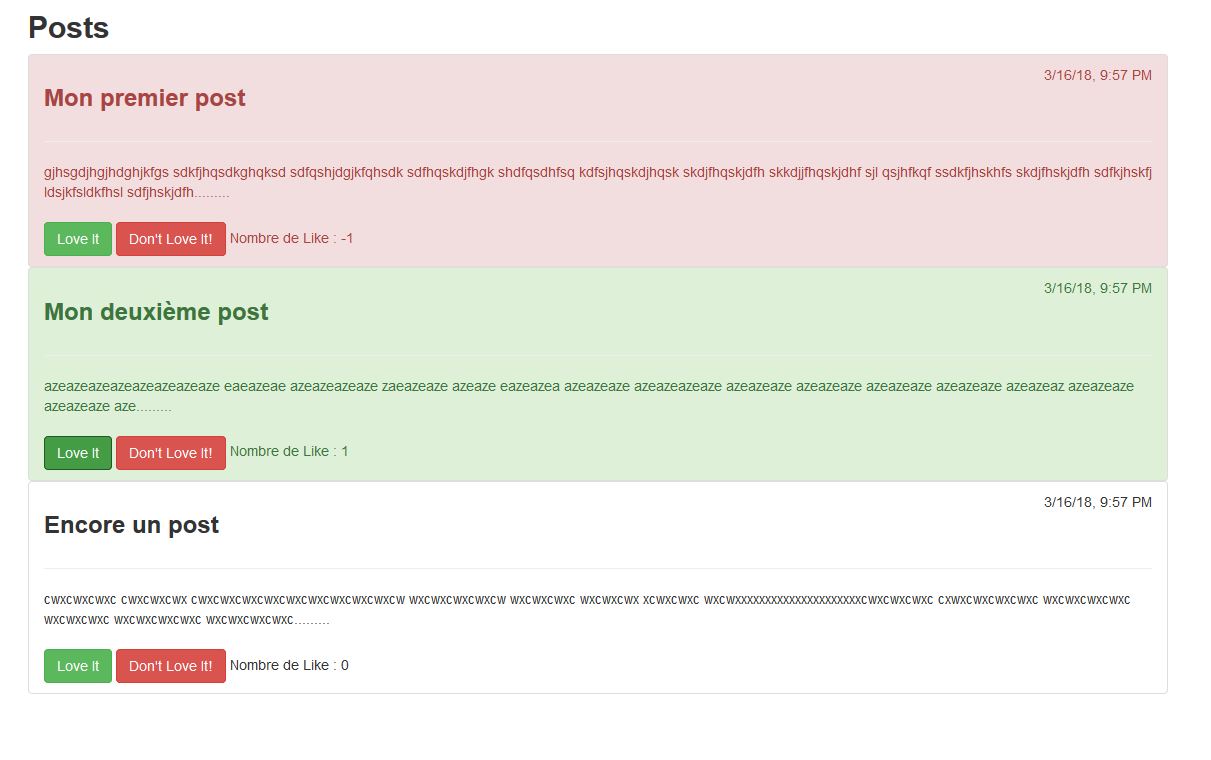 Posts
3/16/18, 9:57 PM
Mon premier post
gjhsgdjhgjhdghjkfgs sdkfjhqsdkghqksd sdfqshjdgjkfqhsdk sdfhqskdjfhgk shdfqsdhfsq kdfsjhqskdjhqsk skdjfhqskjdfh skkdjjfhqskjdhf sjl qsjhfkqf ssdkfjhskhfs skdjfhskjdfh sdfkjhskfj
ldsjkfsldkfhsl sdfjhskjdfh.........
Love It Don't Love It! Nombre de Like : -1
3/16/18, 9:57 PM
Mon deuxième post
azeazeazeazeazeazeazeaze eaeazeae azeazeazeaze zaeazeaze azeaze eazeazea azeazeaze azeazeazeaze azeazeaze azeazeaze azeazeaze azeazeaze azeazeaz azeazeaze
azeazeaze aze.........
Love It Don't Love It! Nombre de Like : 1
3/16/18, 9:57 PM
Encore un post
cwxcwxcwxc cwxcwxcwx cwxcwxcwxcwxcwxcwxcwxcwxcwxcw wxcwxcwxcwxcw wxcwxcwxc wxcwxcwx xcwxcwxc wxcwxxxxxxxxxxxxxxxxxxxxxcwxcwxcwxc cxwxcwxcwxcwxc wxcwxcwxcwxc
wxcwxcwxc wxcwxcwxcwxc wxcwxcwxcwxc.........
Love It Don't Love It! Nombre de Like : 0